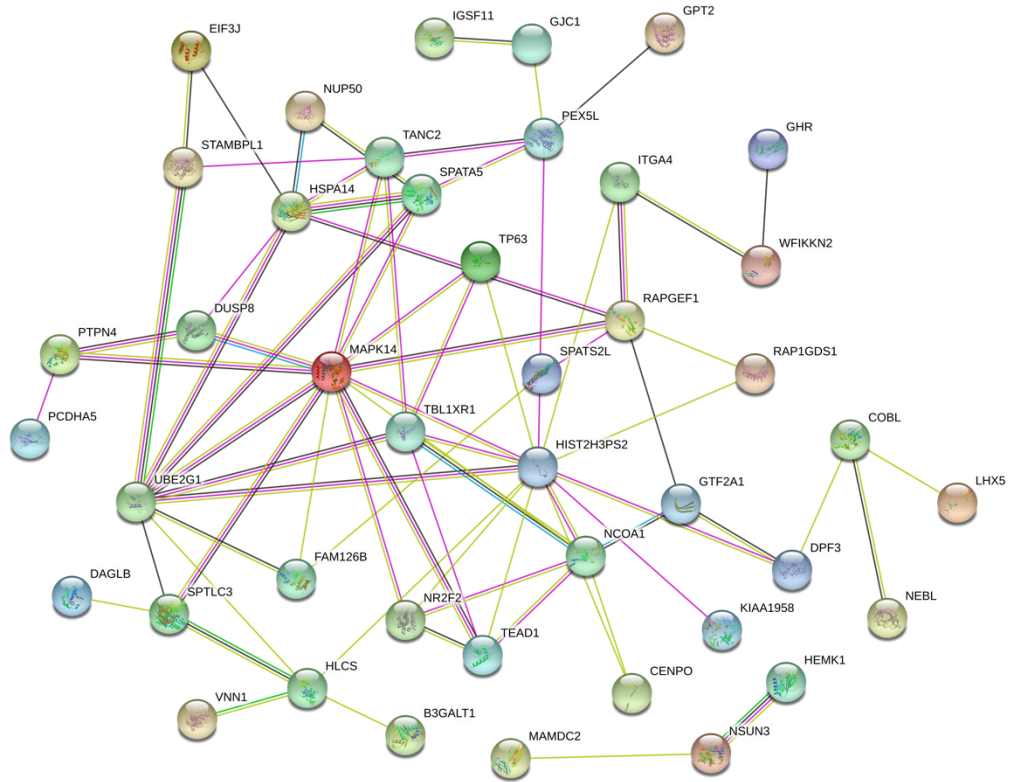 GPT2
IGSF11
GJC1
EIF3J
NUP50
PEX5L
GHR
TANC2
STAMBPL1
ITGA4
SPATA5
HSPA14
WFIKKN2
TP63
RAPGEF1
DUSP8
PTPN4
MAPK14
SPATS2L
RAP1GDS1
PCDHA5
TBL1XR1
COBL
HIST2H3PS2
UBE2G1
GTF2A1
LHX5
NCOA1
DPF3
FAM126B
DAGLB
SPTLC3
NR2F2
KIAA1958
NEBL
TEAD1
HLCS
CENPO
HEMK1
VNN1
B3GALT1
MAMDC2
NSUN3